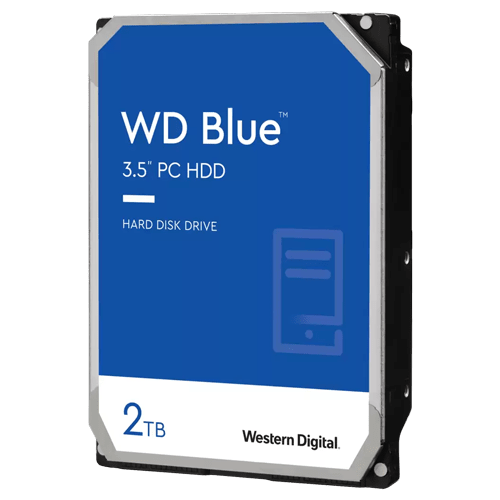 WD Blue™
3.5" PC HDD
HARD DISK DRIVE
2TB
Western Digital.